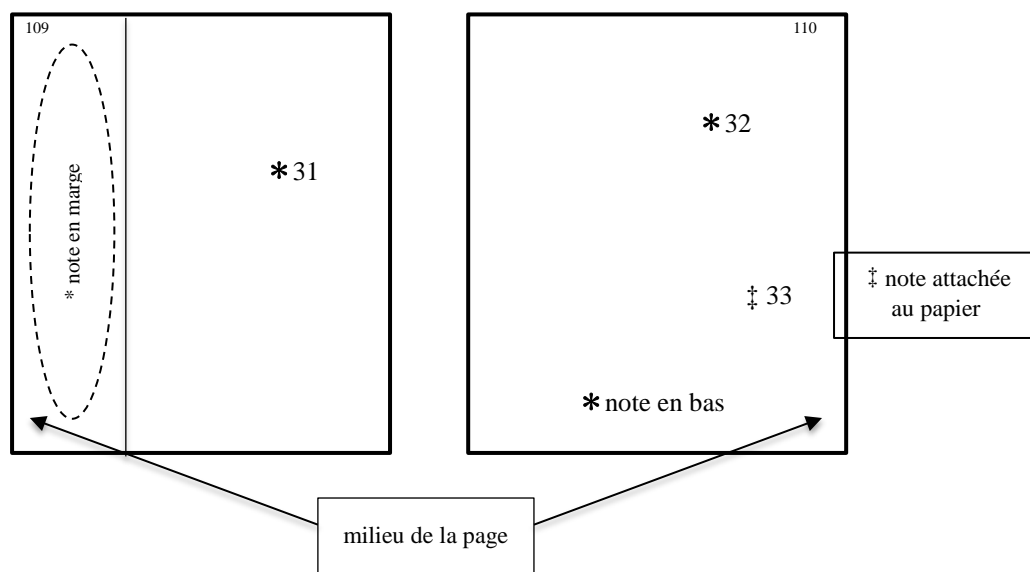 109
* note en marge
* 31
110
* 32
‡ 33
‡ note attachée
au papier
* note en bas
milieu de la page